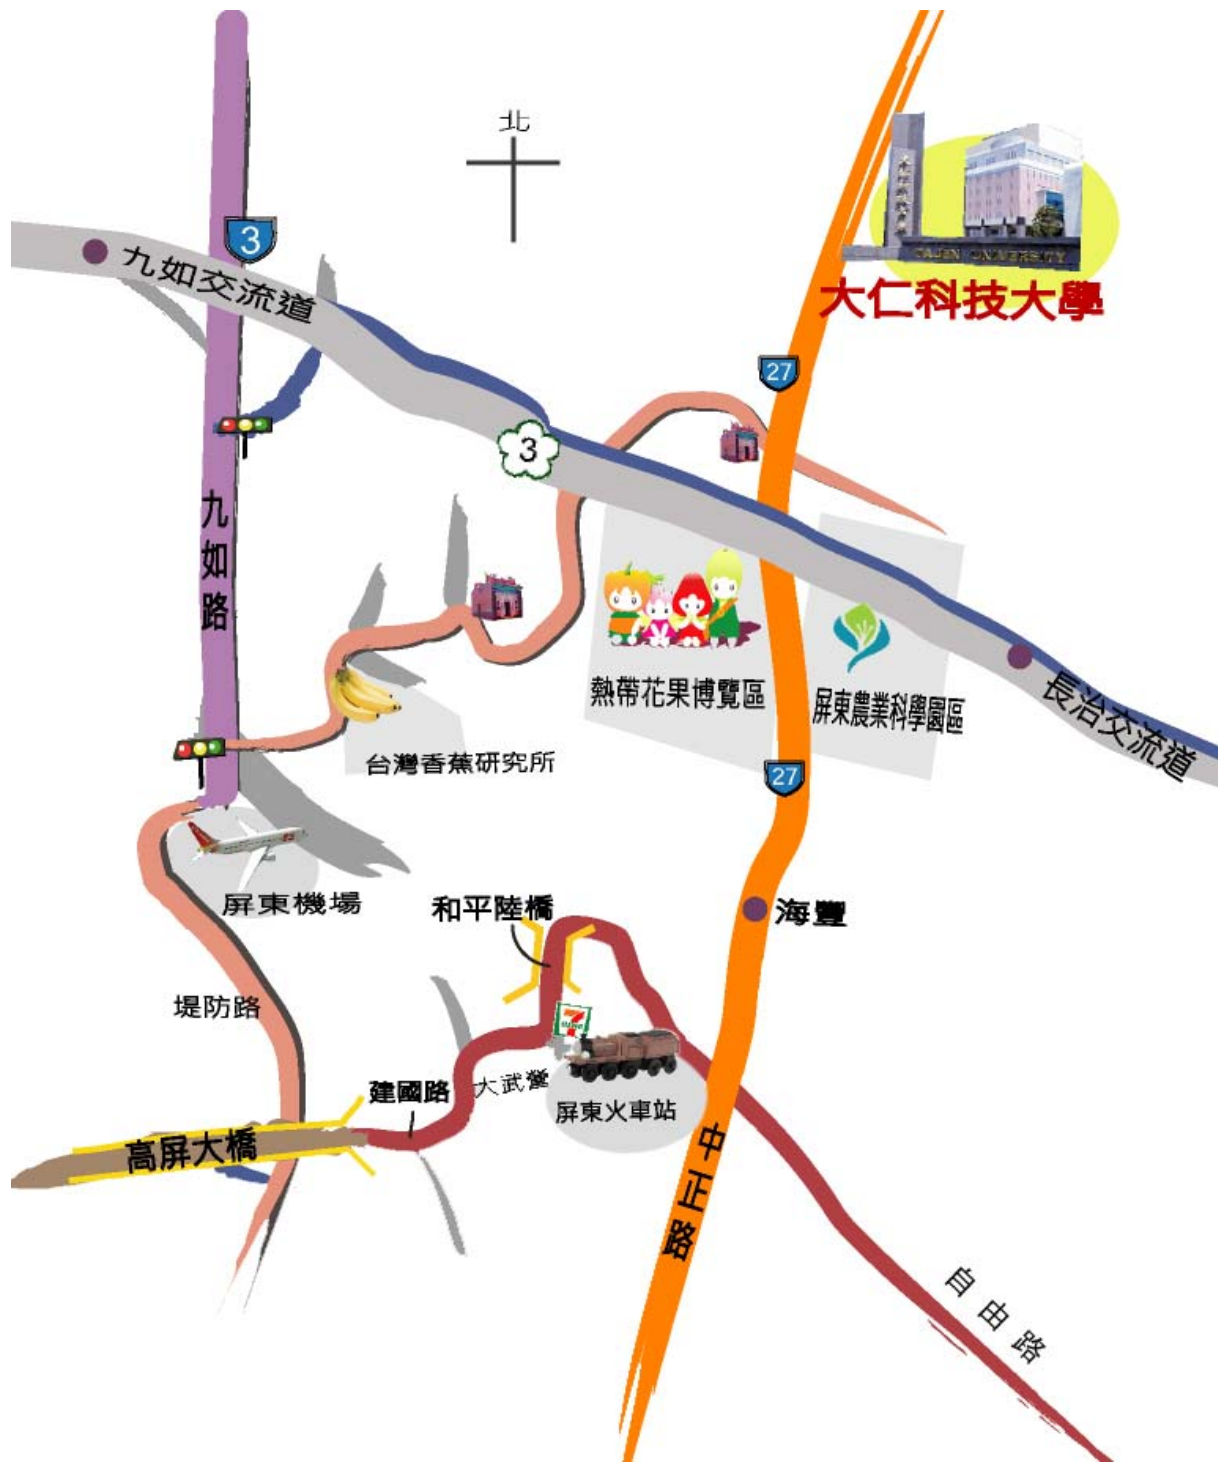 北
3
九如交流道
TAJEN UNIVERSITY
大仁科技大學
27
3
九如路
熱帶花果博覽區
屏東農業科學園區
長治交流道
台灣香蕉研究所
27
屏東機場
和平陸橋
海豐
堤防路
7
建國路
大武營
屏東火車站
高屏大橋
中正路
自由路